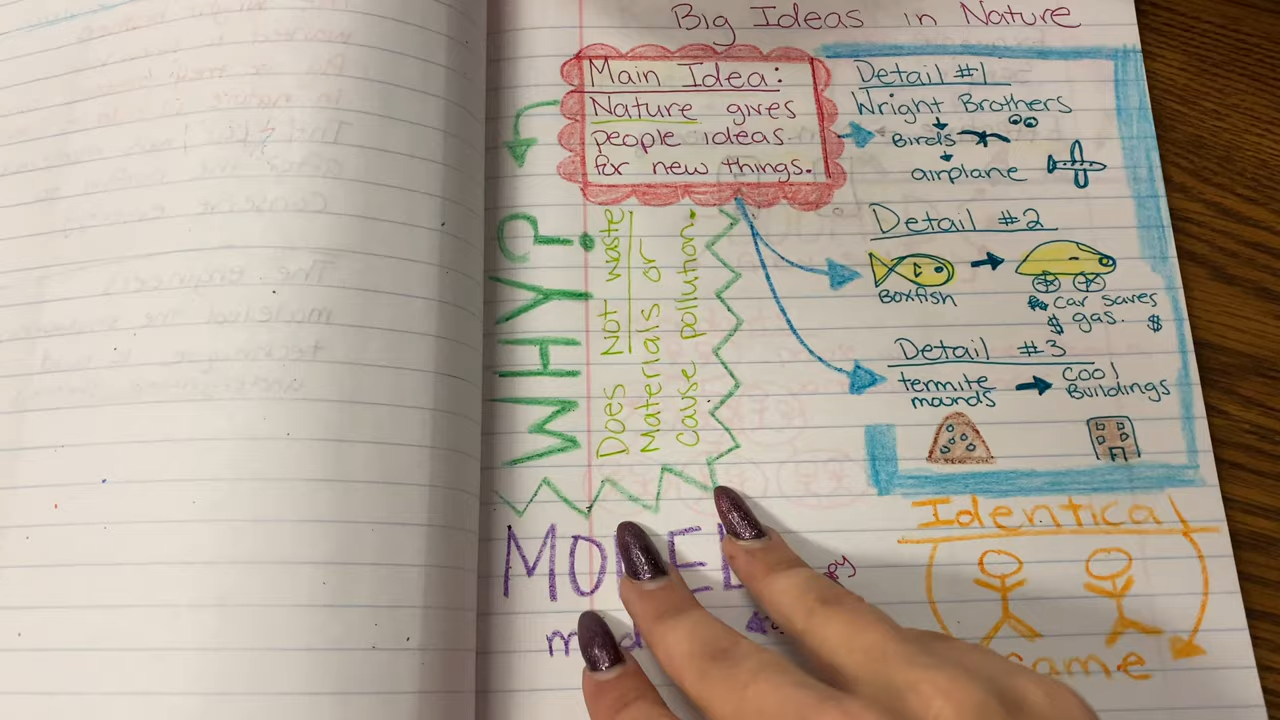 Big Ideas in Nature
Main Idea:
Nature gives
people ideas
for new things.
Detail #1
Wright Brothers
Birds
airplane
Detail #2
Boxfish
car saves
$ gas. $
Detail #3
termite
mounds
cool
Buildings
WHY?
Does NOT waste
Materials or
cause pollution.
Identical
same